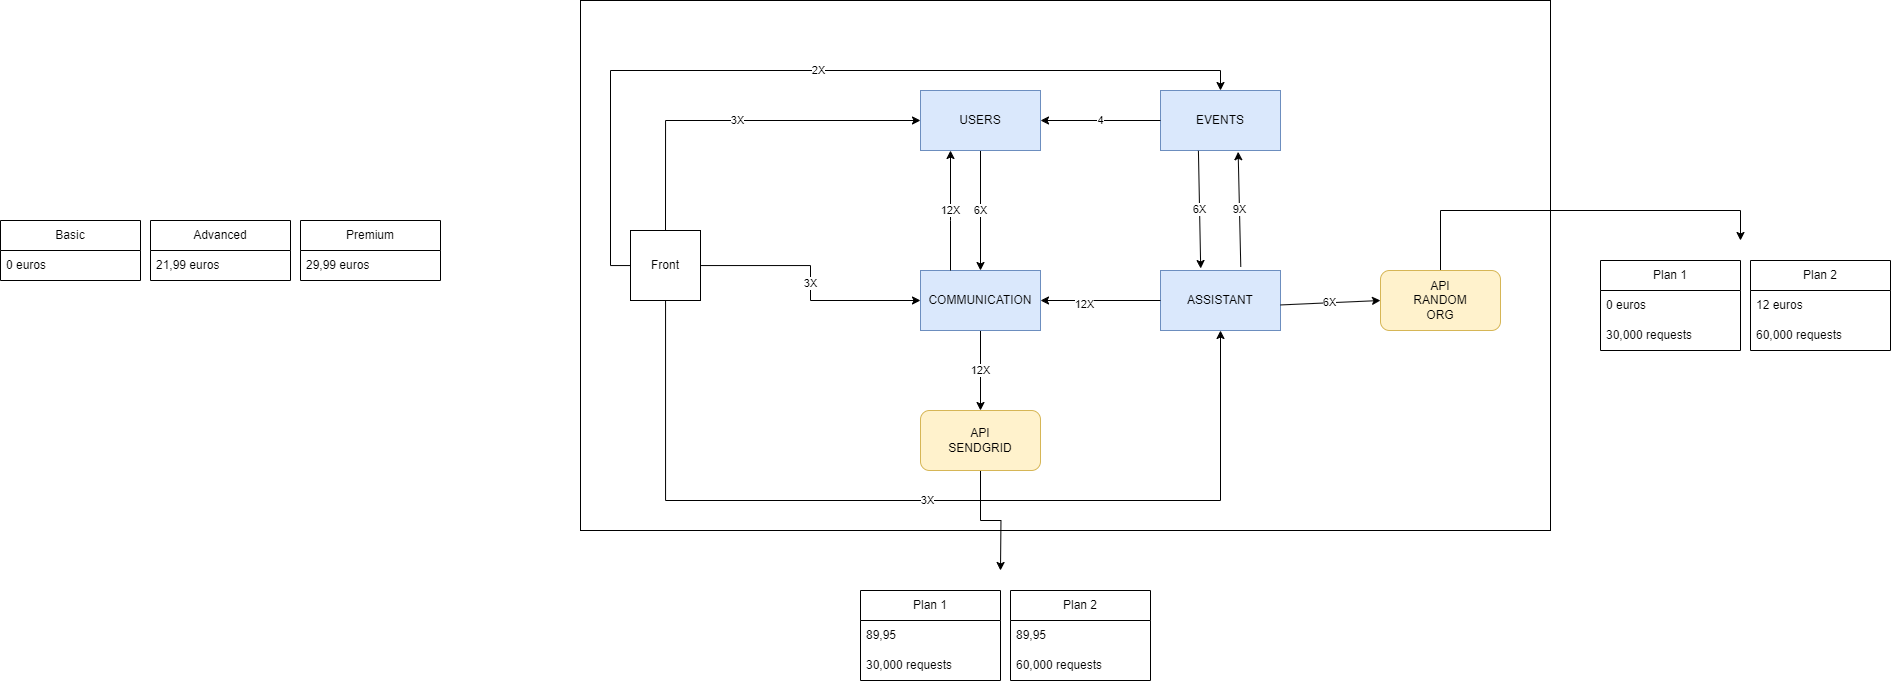 2X
3X
USERS
4
EVENTS
12X
6X
6X
9X
Basic
0 euros
Advanced
21,99 euros
Premium
29,99 euros
Front
3X
COMMUNICATION
12X
ASSISTANT
6X
API
RANDOM
ORG
Plan 1
0 euros
30,000 requests
Plan 2
12 euros
60,000 requests
12X
API
SENDGRID
3X
Plan 1
89,95
30,000 requests
Plan 2
89,95
60,000 requests